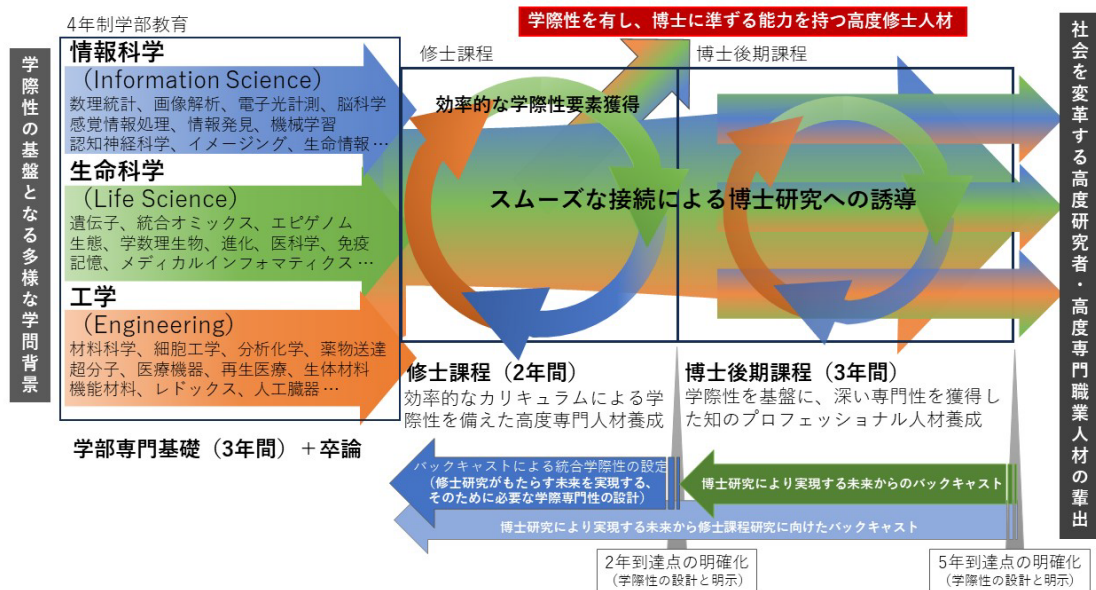 学際性の基盤となる多様な学問背景
4年制学部教育
情報科学
（Information Science）
数理統計、画像解析、電子光計測、脳科学
感覚情報処理、情報発見、機械学習
認知神経科学、イメージング、生命情報…
生命科学
（Life Science）
遺伝子、統合オミックス、エピゲノム
生態、学数理生物、進化、医科学、免疫
記憶、メディカルインフォマティクス…
工学
（Engineering）
材料科学、細胞工学、分析化学、薬物送達
超分子、医療機器、再生医療、生体材料
機能材料、レドックス、人工臓器…
学部専門基礎（3年間）＋卒論
学際性を有し、博士に準ずる能力を持つ高度修士人材
修士課程
博士後期課程
効率的な学際性要素獲得
スムーズな接続による博士研究への誘導
修士課程（2年間）
効率的なカリキュラムによる学
際性を備えた高度専門人材養成
博士後期課程（3年間）
学際性を基盤に、深い専門性を獲得し
た知のプロフェッショナル人材養成
バックキャストによる統合学際性の設定
（修士研究がもたらす未来を実現する、
そのために必要な学際専門性の設計）
博士研究により実現する未来からのバックキャスト
博士研究により実現する未来から修士課程研究に向けたバックキャスト
2年到達点の明確化
（学際性の設計と明示）
5年到達点の明確化
（学際性の設計と明示）
社会を変革する高度研究者・高度専門職業人材の輩出